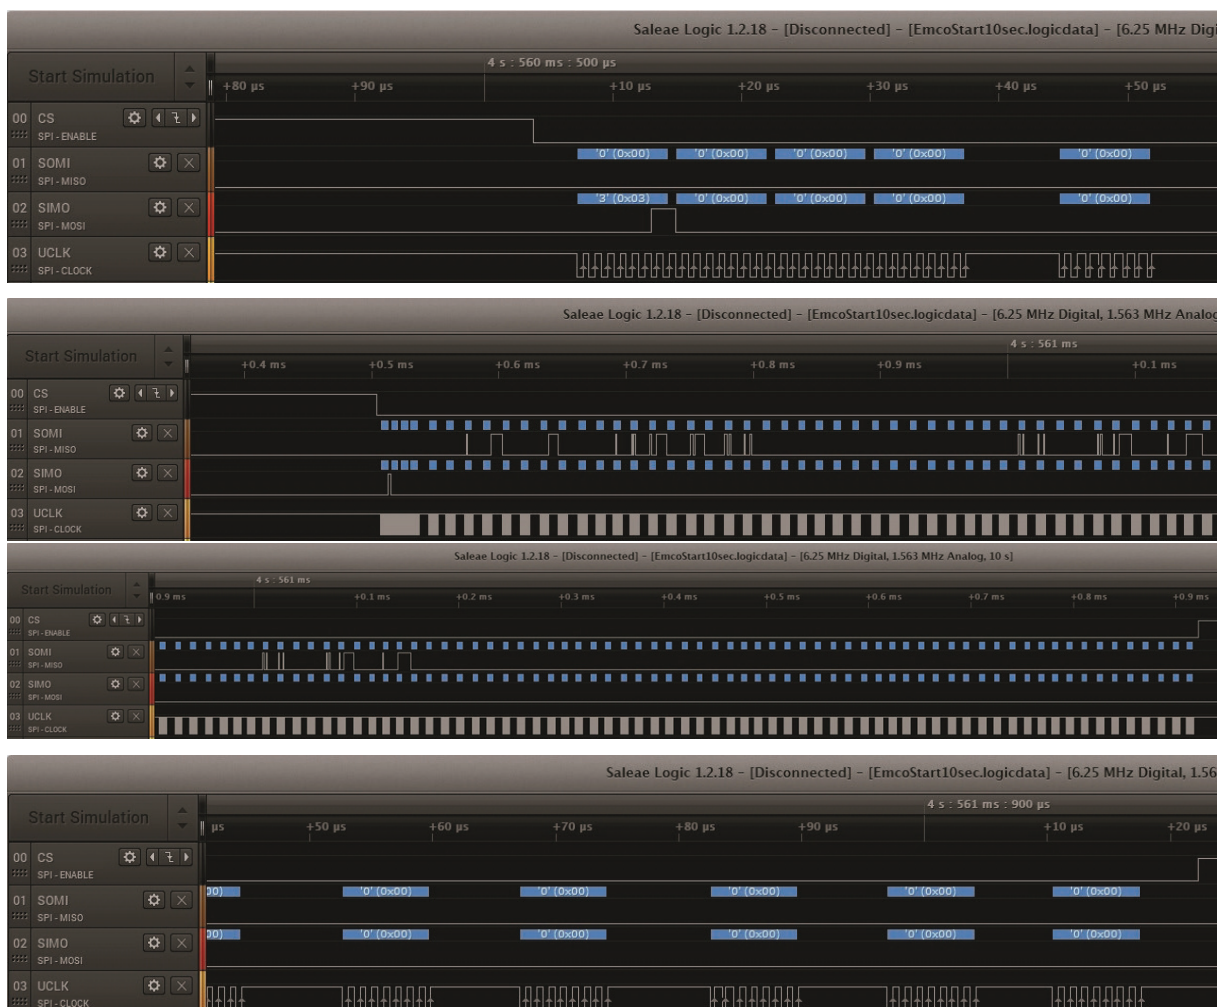 Saleae Logic 1.2.18 - [Disconnected] - [EmcoStart10sec.logicdata] - [6.25 MHz Digi
Start Simulation
4 s : 560 ms : 500 µs
+80 µs +90 µs +10 µs +20 µs +30 µs +40 µs +50 µs
00 CS
SPI - ENABLE
'0' (0x00) '0' (0x00) '0' (0x00) '0' (0x00) '0' (0x00)
01 SOMI
SPI - MISO
'3' (0x03) '0' (0x00) '0' (0x00) '0' (0x00) '0' (0x00)
02 SIMO
SPI - MOSI
03 UCLK
SPI - CLOCK
Saleae Logic 1.2.18 - [Disconnected] - [EmcoStart10sec.logicdata] - [6.25 MHz Digital, 1.563 MHz Analog
Start Simulation
4 s : 561 ms
+0.4 ms +0.5 ms +0.6 ms +0.7 ms +0.8 ms +0.9 ms +0.1 ms
00 CS
SPI - ENABLE
01 SOMI
SPI - MISO
02 SIMO
SPI - MOSI
03 UCLK
SPI - CLOCK
Saleae Logic 1.2.18 - [Disconnected] - [EmcoStart10sec.logicdata] - [6.25 MHz Digital, 1.563 MHz Analog, 10 s]
Start Simulation
4 s : 561 ms
0.9 ms +0.1 ms +0.2 ms +0.3 ms +0.4 ms +0.5 ms +0.6 ms +0.7 ms +0.8 ms +0.9 ms
00 CS
SPI - ENABLE
01 SOMI
SPI - MISO
02 SIMO
SPI - MOSI
03 UCLK
SPI - CLOCK
Saleae Logic 1.2.18 - [Disconnected] - [EmcoStart10sec.logicdata] - [6.25 MHz Digital, 1.56
Start Simulation
4 s : 561 ms : 900 µs
µs +50 µs +60 µs +70 µs +80 µs +90 µs +10 µs +20 µs
00 CS
SPI - ENABLE
00) '0' (0x00) '0' (0x00) '0' (0x00) '0' (0x00) '0' (0x00)
01 SOMI
SPI - MISO
00) '0' (0x00) '0' (0x00) '0' (0x00) '0' (0x00) '0' (0x00)
02 SIMO
SPI - MOSI
03 UCLK
SPI - CLOCK